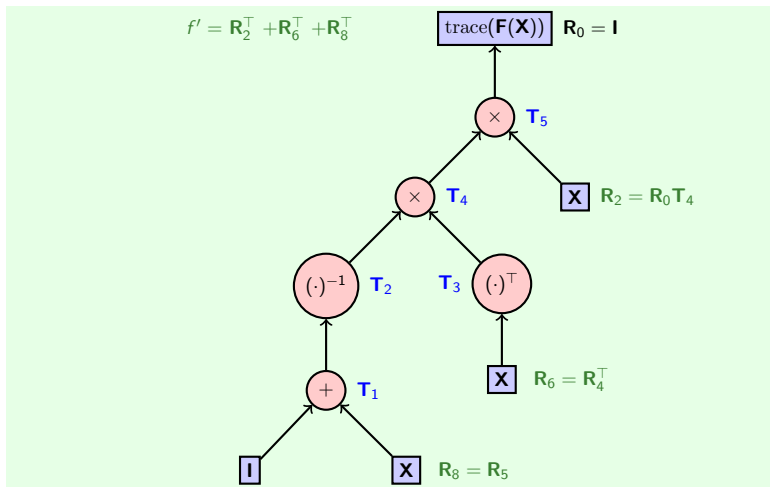 f′ = R₂⊤ +R₆⊤ +R₈⊤
trace(F(X)) R₀ = I
× T₅
× T₄
X R₂ = R₀T₄
(·)⁻¹ T₂
T₃ (·)⊤
X R₆ = R₄⊤
+ T₁
I
X R₈ = R₅